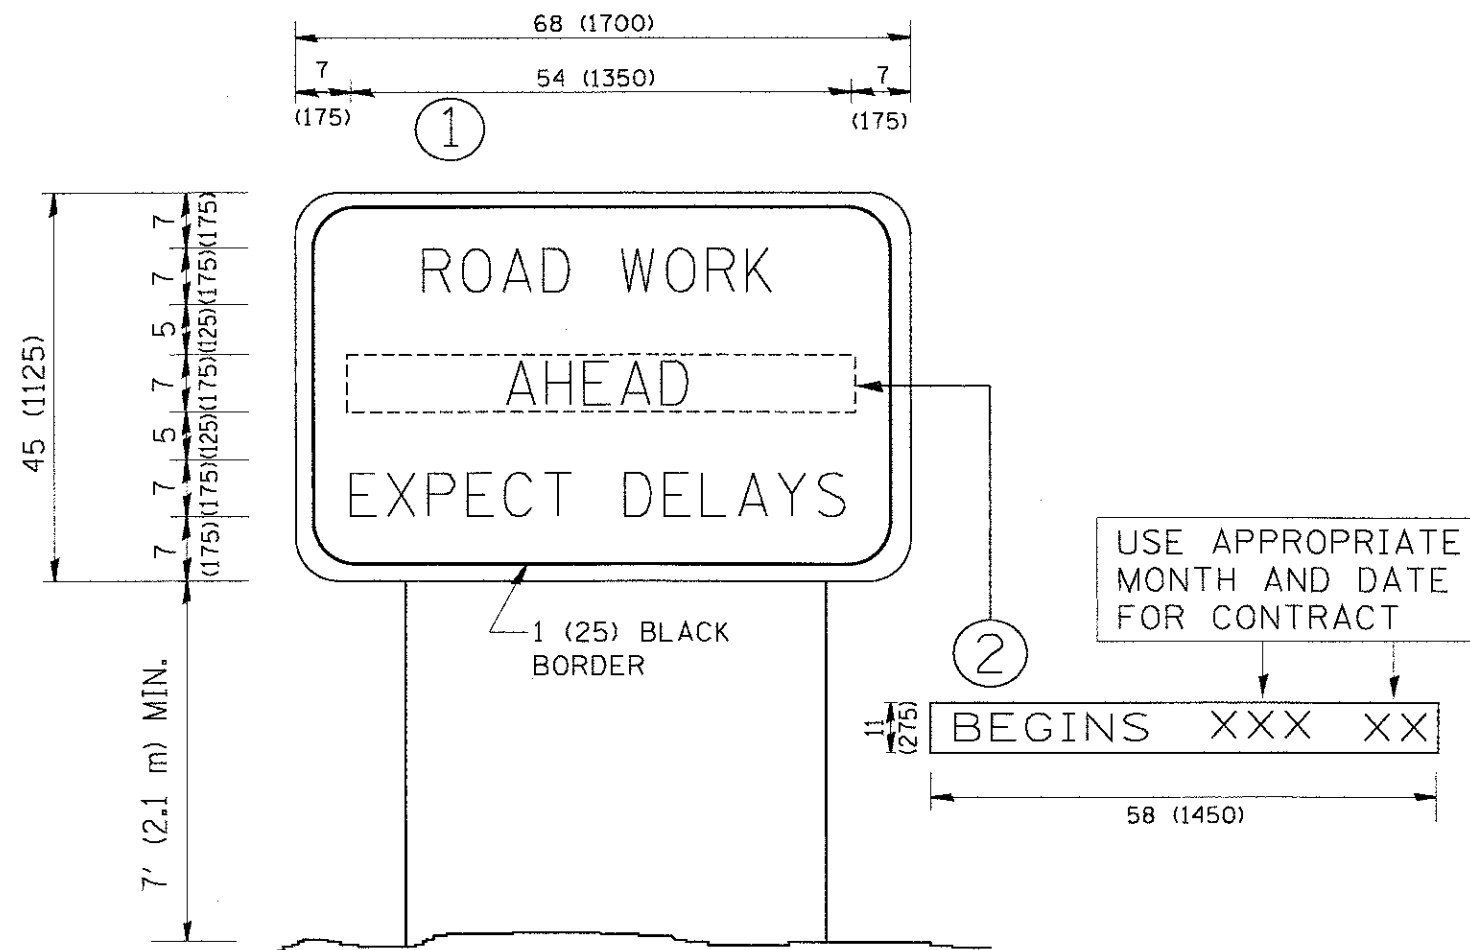 68 (1700)
7
54 (1350)
7
(175)
(175)
1
45 (1125)
7
(175)
7
(175)
5
(125)
7
(175)
5
(125)
7
(175)
7
(175)
ROAD WORK
AHEAD
EXPECT DELAYS
1 (25) BLACK
BORDER
7' (2.1 m) MIN.
USE APPROPRIATE
MONTH AND DATE
FOR CONTRACT
2
11
(275)
BEGINS XXX XX
58 (1450)